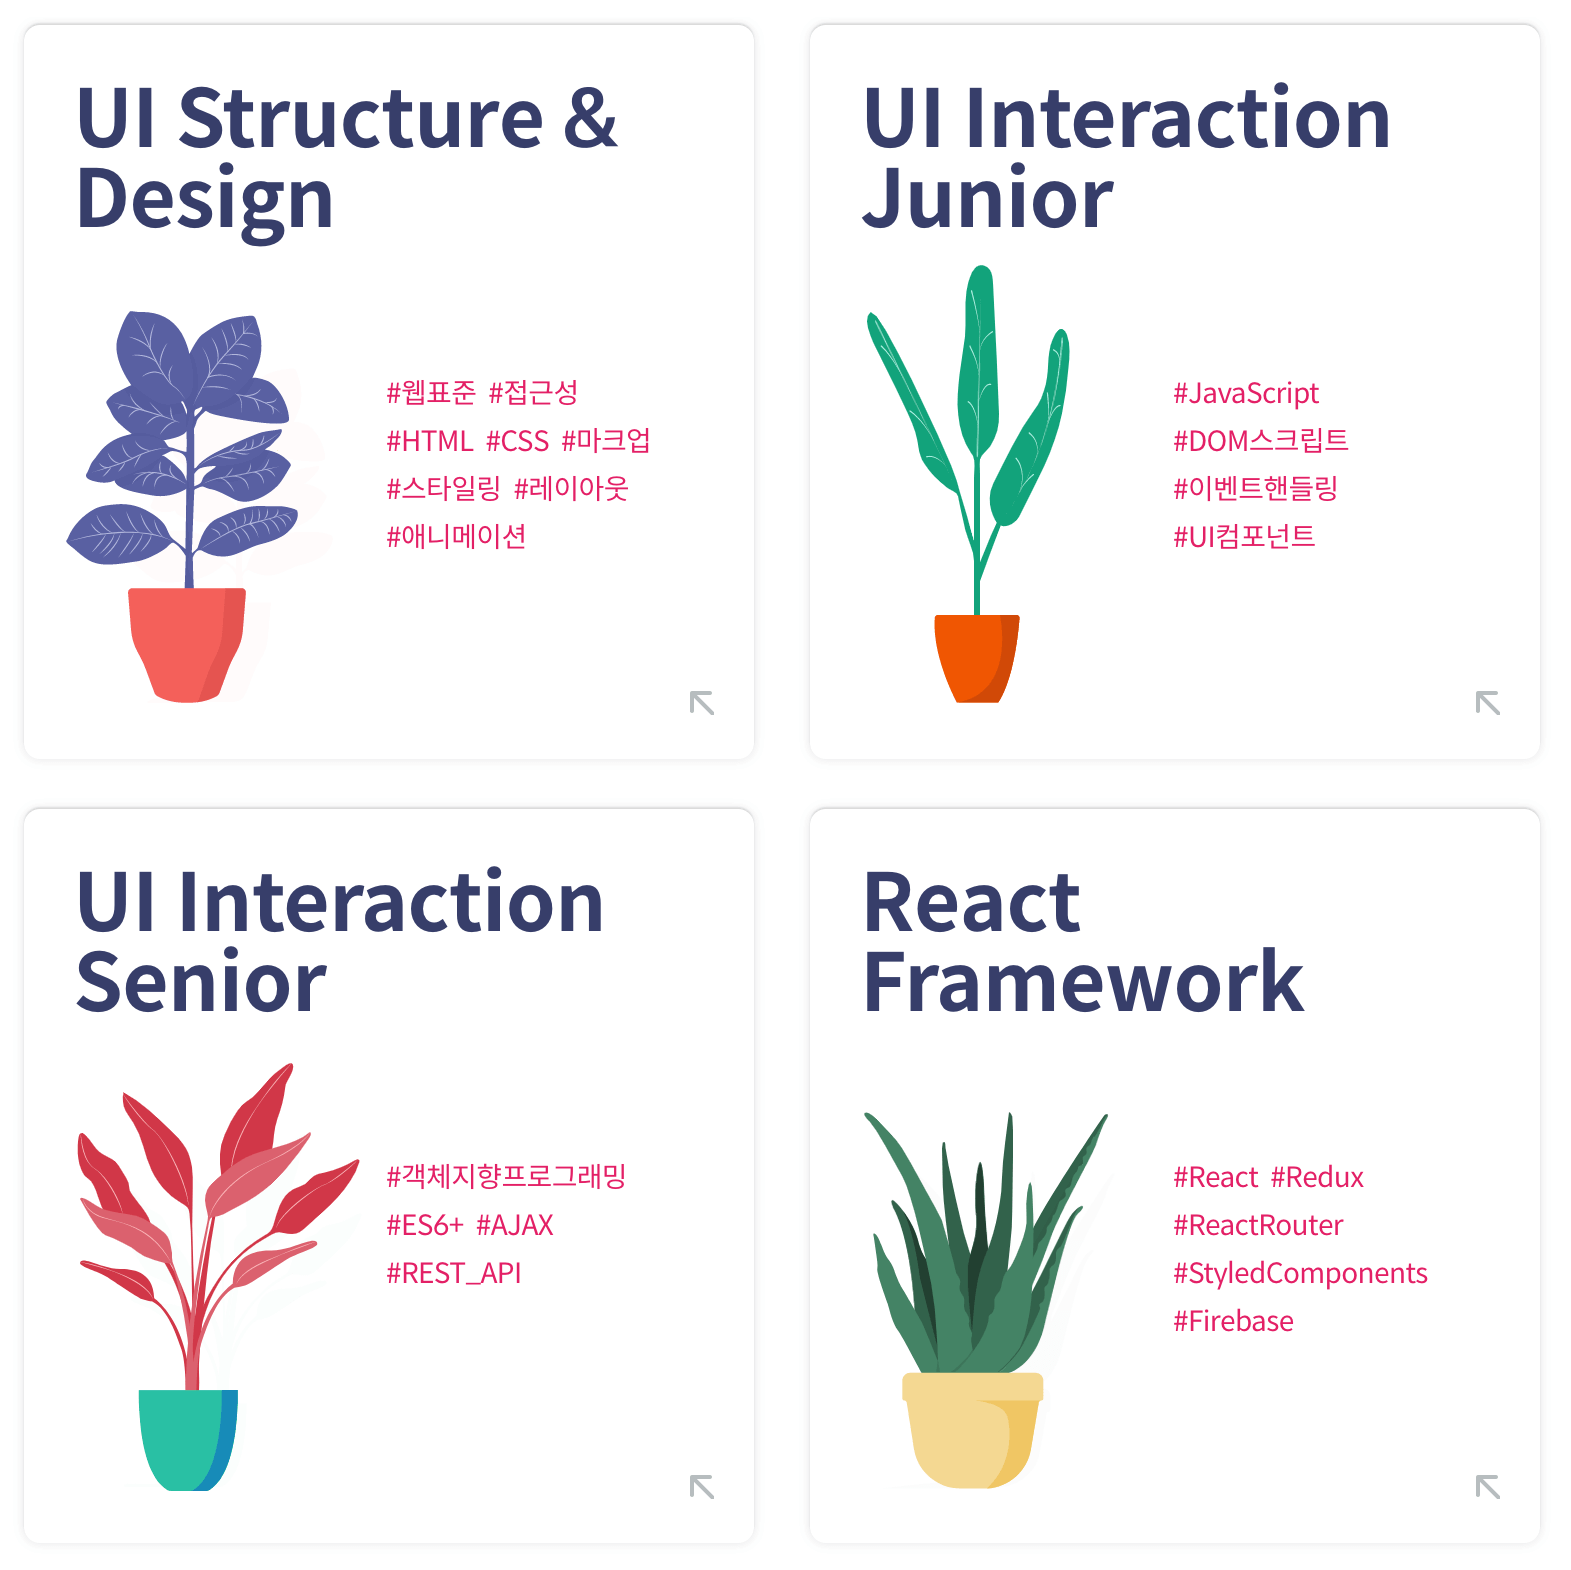 UI Structure &
Design
#웹표준 #접근성
#HTML #CSS #마크업
#스타일링 #레이아웃
#애니메이션
UI Interaction
Junior
#JavaScript
#DOM스크립트
#이벤트핸들링
#UI컴포넌트
UI Interaction
Senior
#객체지향프로그래밍
#ES6+ #AJAX
#REST_API
React
Framework
#React #Redux
#ReactRouter
#StyledComponents
#Firebase